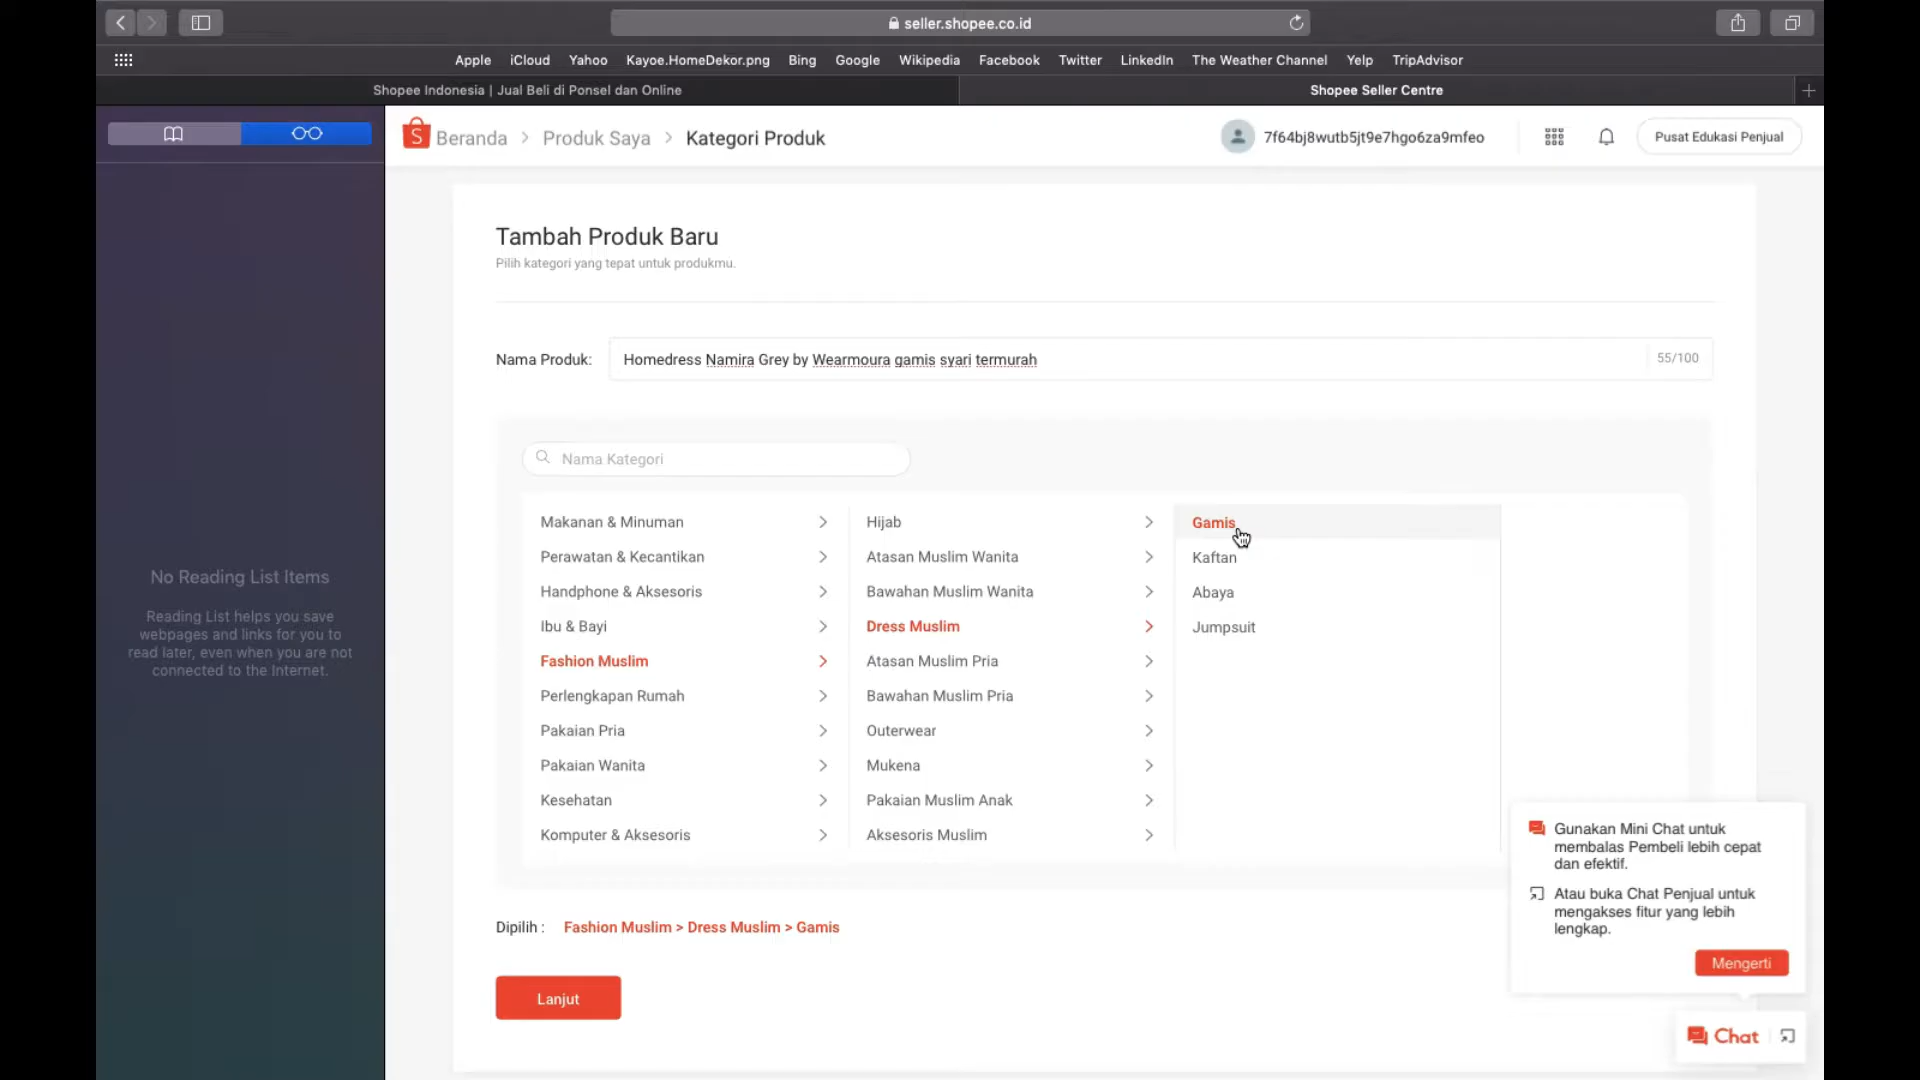 seller.shopee.co.id
Apple iCloud Yahoo Kayoe.HomeDekor.png Bing Google Wikipedia Facebook Twitter LinkedIn The Weather Channel Yelp TripAdvisor
Shopee Indonesia | Jual Beli di Ponsel dan Online
Shopee Seller Centre
Beranda > Produk Saya > Kategori Produk
7f64bj8wutb5jt9e7hgo6za9mfeo
Pusat Edukasi Penjual
No Reading List Items
Reading List helps you save
webpages and links for you to
read later, even when you are not
connected to the Internet.
Tambah Produk Baru
Pilih kategori yang tepat untuk produkmu.
Nama Produk: Homedress Namira Grey by Wearmoura gamis syari termurah 55/100
Nama Kategori
Makanan & Minuman
Perawatan & Kecantikan
Handphone & Aksesoris
Ibu & Bayi
Fashion Muslim
Perlengkapan Rumah
Pakaian Pria
Pakaian Wanita
Kesehatan
Komputer & Aksesoris
Hijab
Atasan Muslim Wanita
Bawahan Muslim Wanita
Dress Muslim
Atasan Muslim Pria
Bawahan Muslim Pria
Outerwear
Mukena
Pakaian Muslim Anak
Aksesoris Muslim
Gamis
Kaftan
Abaya
Jumpsuit
Dipilih : Fashion Muslim > Dress Muslim > Gamis
Lanjut
Gunakan Mini Chat untuk
membalas Pembeli lebih cepat
dan efektif.
Atau buka Chat Penjual untuk
mengakses fitur yang lebih
lengkap.
Mengerti
Chat